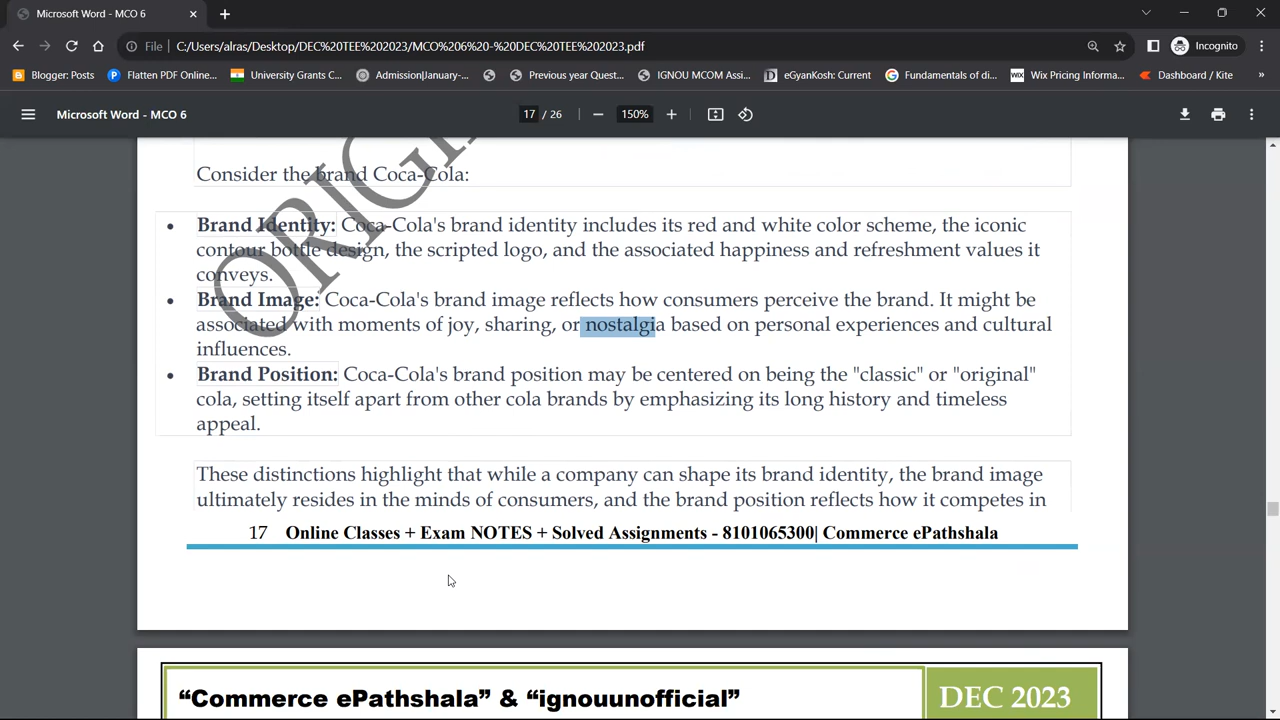 Microsoft Word - MCO 6
File C:/Users/alras/Desktop/DEC%20TEE%202023/MCO%206%20-%20DEC%20TEE%202023.pdf Incognito
Blogger: Posts Flatten PDF Online... University Grants C... Admission|January-... Previous year Quest... IGNOU MCOM Assi... eGyanKosh: Current Fundamentals of di... WIX Wix Pricing Informa... Dashboard / Kite »
Microsoft Word - MCO 6 17 / 26 150%
ORIGI
Consider the brand Coca-Cola:
• Brand Identity: Coca-Cola's brand identity includes its red and white color scheme, the iconic
contour bottle design, the scripted logo, and the associated happiness and refreshment values it
conveys.
• Brand Image: Coca-Cola's brand image reflects how consumers perceive the brand. It might be
associated with moments of joy, sharing, or nostalgia based on personal experiences and cultural
influences.
• Brand Position: Coca-Cola's brand position may be centered on being the "classic" or "original"
cola, setting itself apart from other cola brands by emphasizing its long history and timeless
appeal.
These distinctions highlight that while a company can shape its brand identity, the brand image
ultimately resides in the minds of consumers, and the brand position reflects how it competes in
17 Online Classes + Exam NOTES + Solved Assignments - 8101065300| Commerce ePathshala
“Commerce ePathshala” & “ignouunofficial” DEC 2023